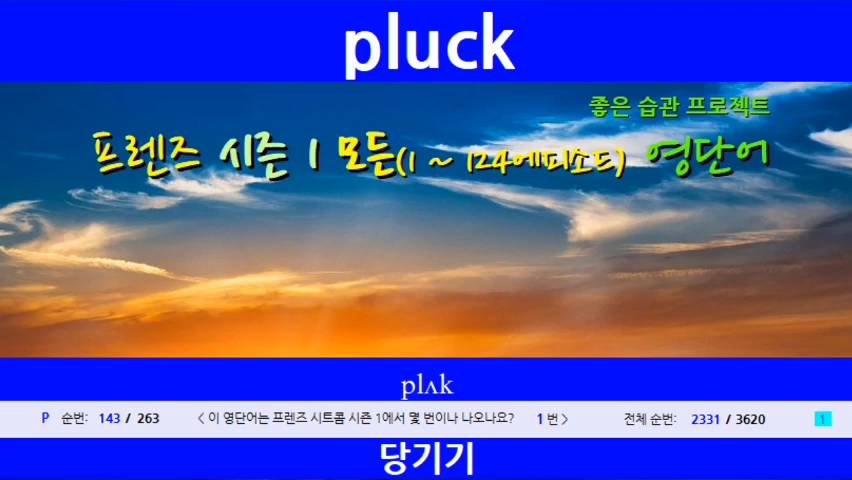 pluck
좋은 습관 프로젝트
프렌즈 시즌 1 모든(1 ~ 124에피소드) 영단어
plʌk
P 순번: 143 / 263 < 이 영단어는 프렌즈 시트콤 시즌 1에서 몇 번이나 나오나요? 1 번 > 전체 순번: 2331 / 3620 1
당기기